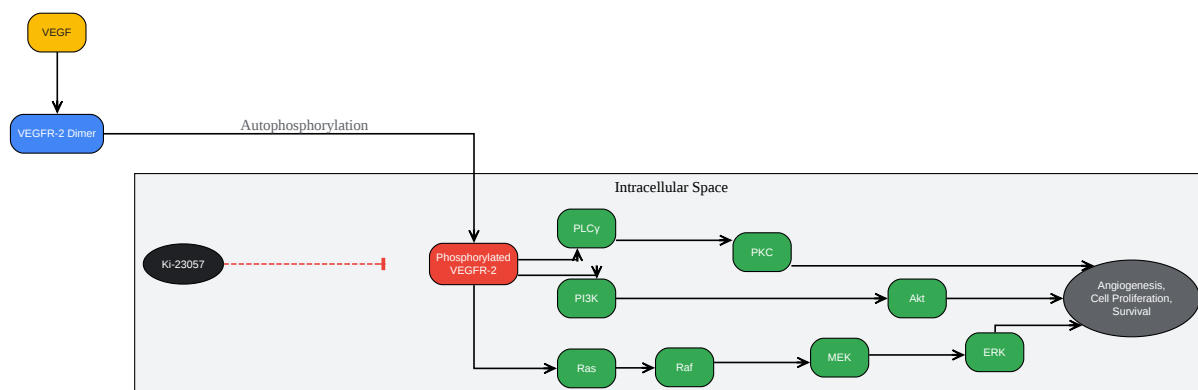 VEGF
VEGFR-2 Dimer
Autophosphorylation
Intracellular Space
PLCγ
PKC
Ki-23057
Phosphorylated
VEGFR-2
PI3K
Akt
Angiogenesis,
Cell Proliferation,
Survival
Ras
Raf
MEK
ERK